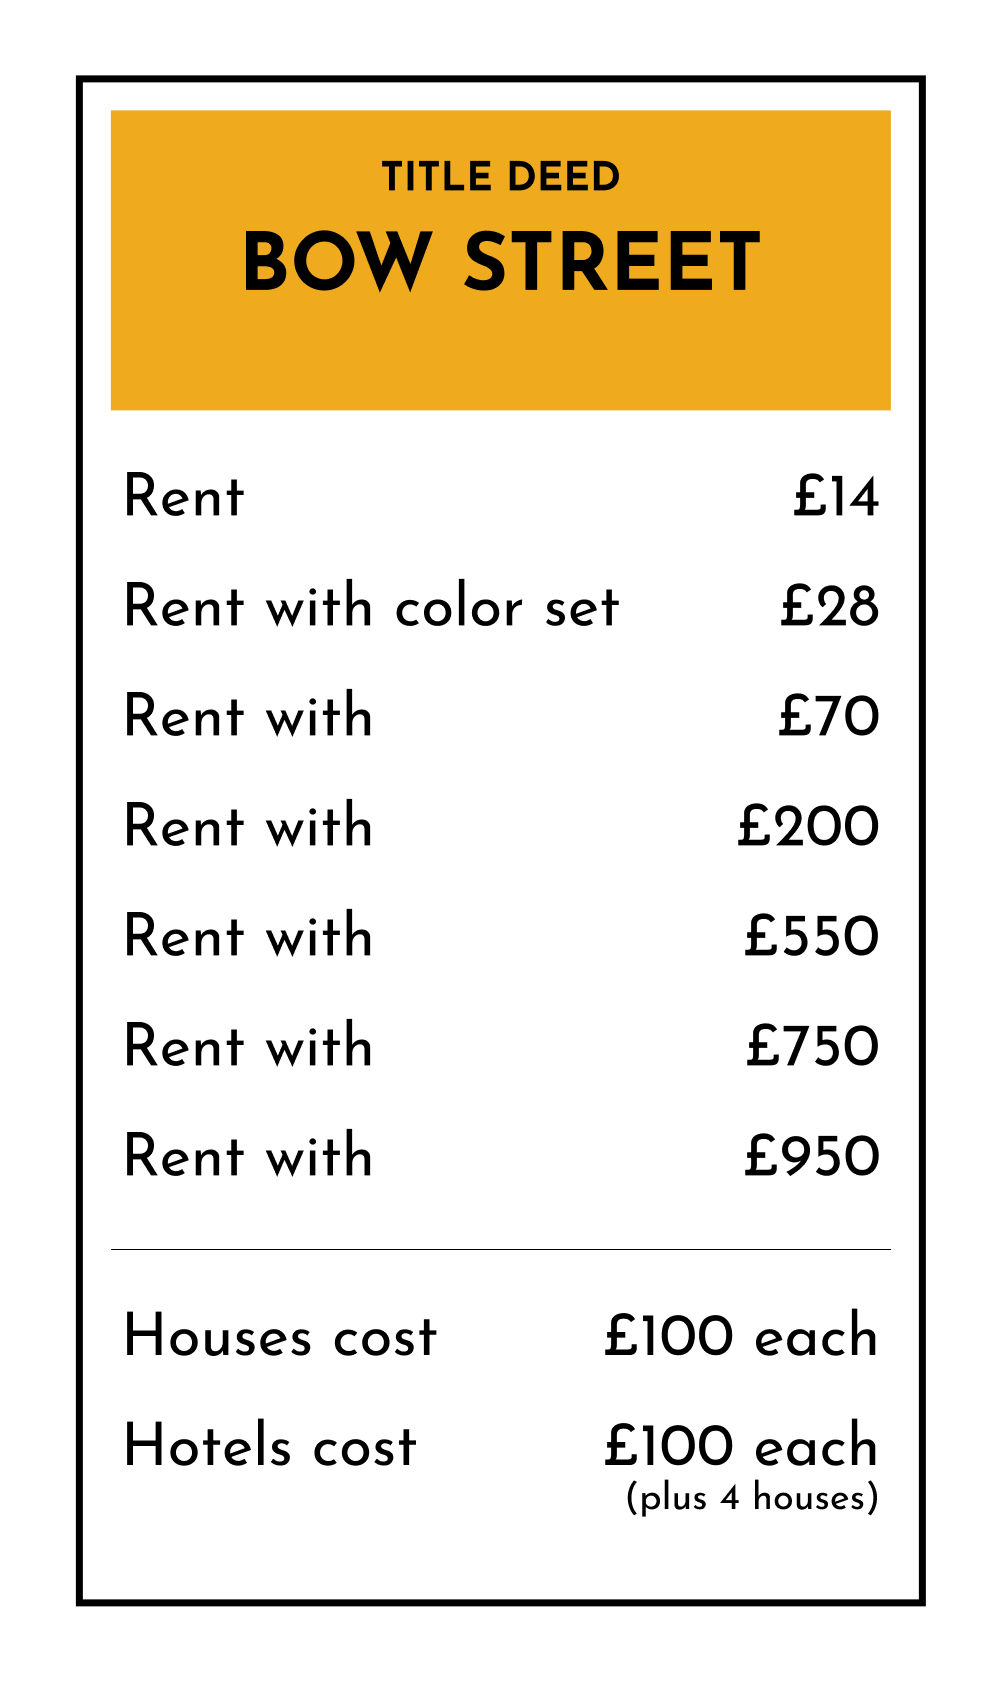 TITLE DEED
BOW STREET
Rent £14
Rent with color set £28
Rent with £70
Rent with £200
Rent with £550
Rent with £750
Rent with £950
Houses cost £100 each
Hotels cost £100 each
(plus 4 houses)